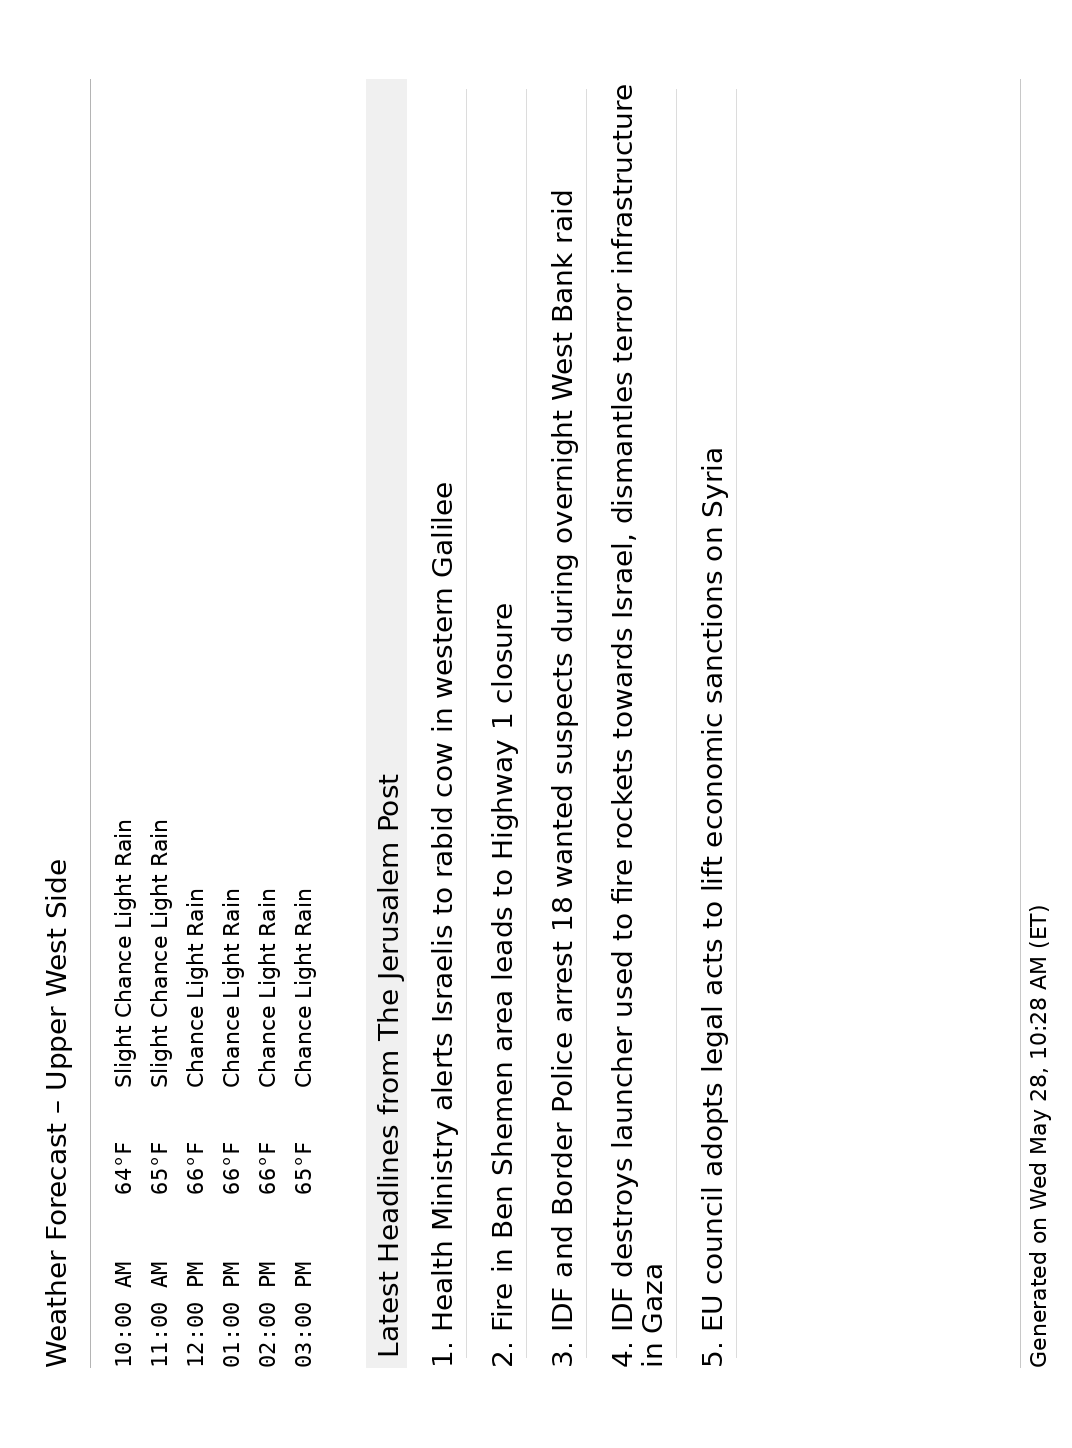 Weather Forecast – Upper West Side
10:00 AM 64°F Slight Chance Light Rain
11:00 AM 65°F Slight Chance Light Rain
12:00 PM 66°F Chance Light Rain
01:00 PM 66°F Chance Light Rain
02:00 PM 66°F Chance Light Rain
03:00 PM 65°F Chance Light Rain
Latest Headlines from The Jerusalem Post
1. Health Ministry alerts Israelis to rabid cow in western Galilee
2. Fire in Ben Shemen area leads to Highway 1 closure
3. IDF and Border Police arrest 18 wanted suspects during overnight West Bank raid
4. IDF destroys launcher used to fire rockets towards Israel, dismantles terror infrastructure
in Gaza
5. EU council adopts legal acts to lift economic sanctions on Syria
Generated on Wed May 28, 10:28 AM (ET)